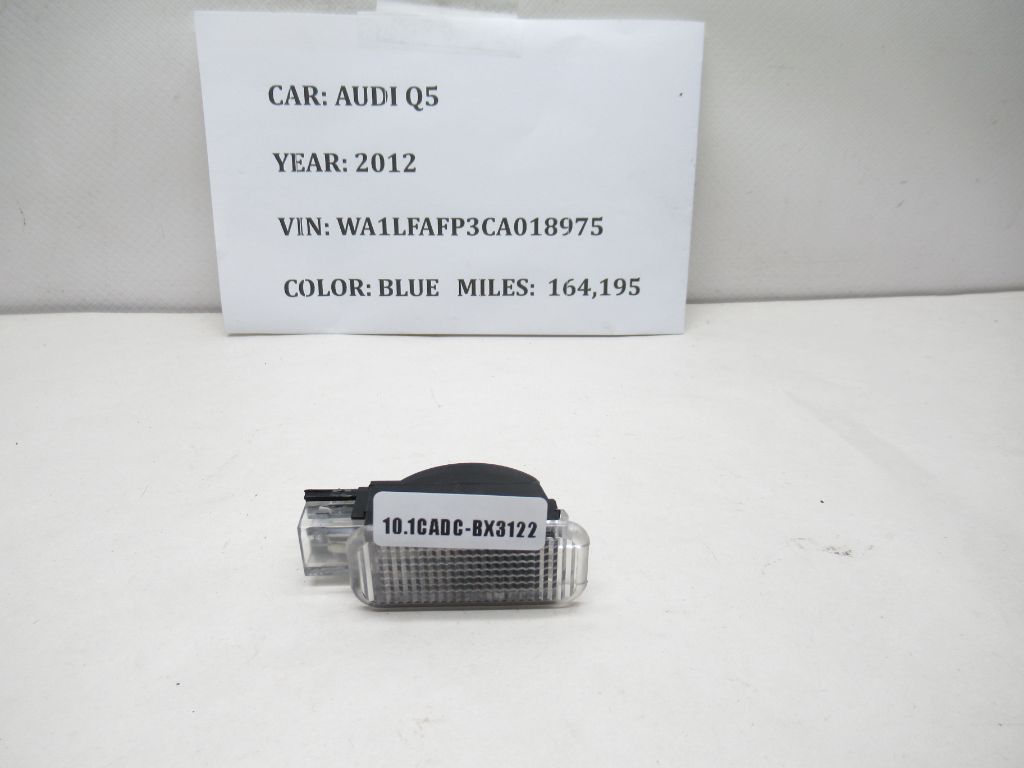 CAR: AUDI Q5
YEAR: 2012
VIN: WA1LFAFP3CA018975
COLOR: BLUE MILES: 164,195
10.1CADC-BX3122